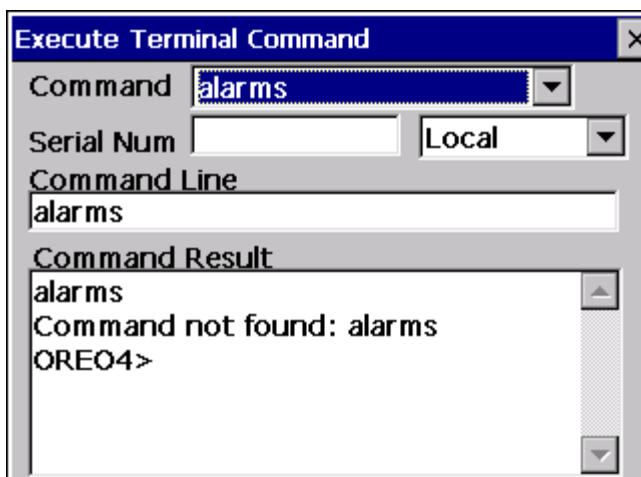 Execute Terminal Command
Command alarms
Serial Num Local
Command Line
alarms
Command Result
alarms
Command not found: alarms
OREO4>